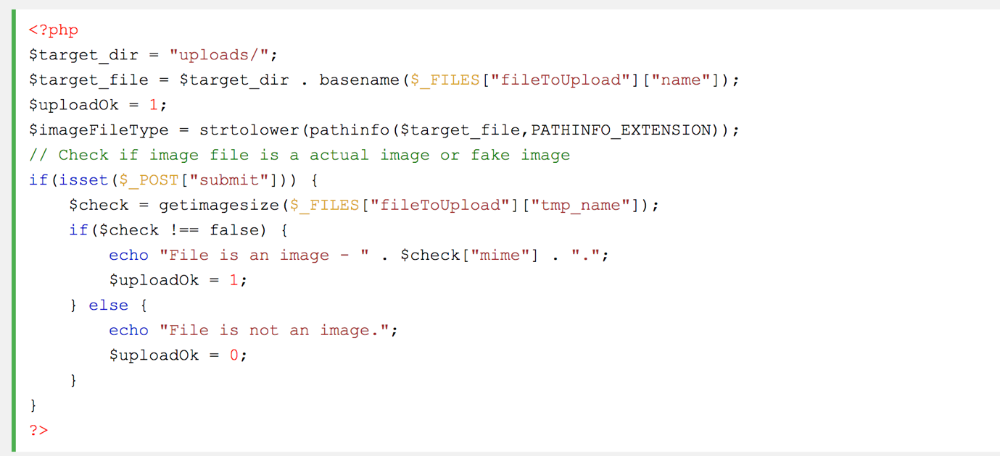 <?php
$target_dir = "uploads/";
$target_file = $target_dir . basename($_FILES["fileToUpload"]["name"]);
$uploadOk = 1;
$imageFileType = strtolower(pathinfo($target_file,PATHINFO_EXTENSION));
// Check if image file is a actual image or fake image
if(isset($_POST["submit"])) {
    $check = getimagesize($_FILES["fileToUpload"]["tmp_name"]);
    if($check !== false) {
        echo "File is an image - " . $check["mime"] . ".";
        $uploadOk = 1;
    } else {
        echo "File is not an image.";
        $uploadOk = 0;
    }
}
?>